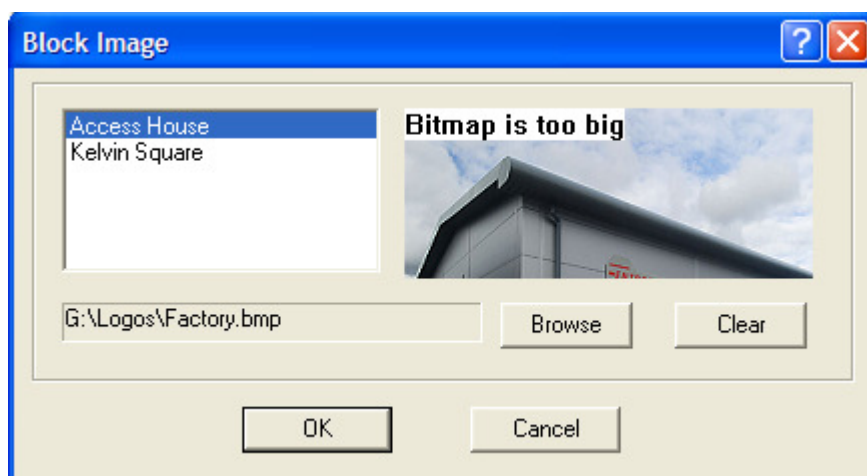 Block Image
Access House
Kelvin Square
Bitmap is too big
G:\Logos\Factory.bmp
Browse
Clear
OK
Cancel